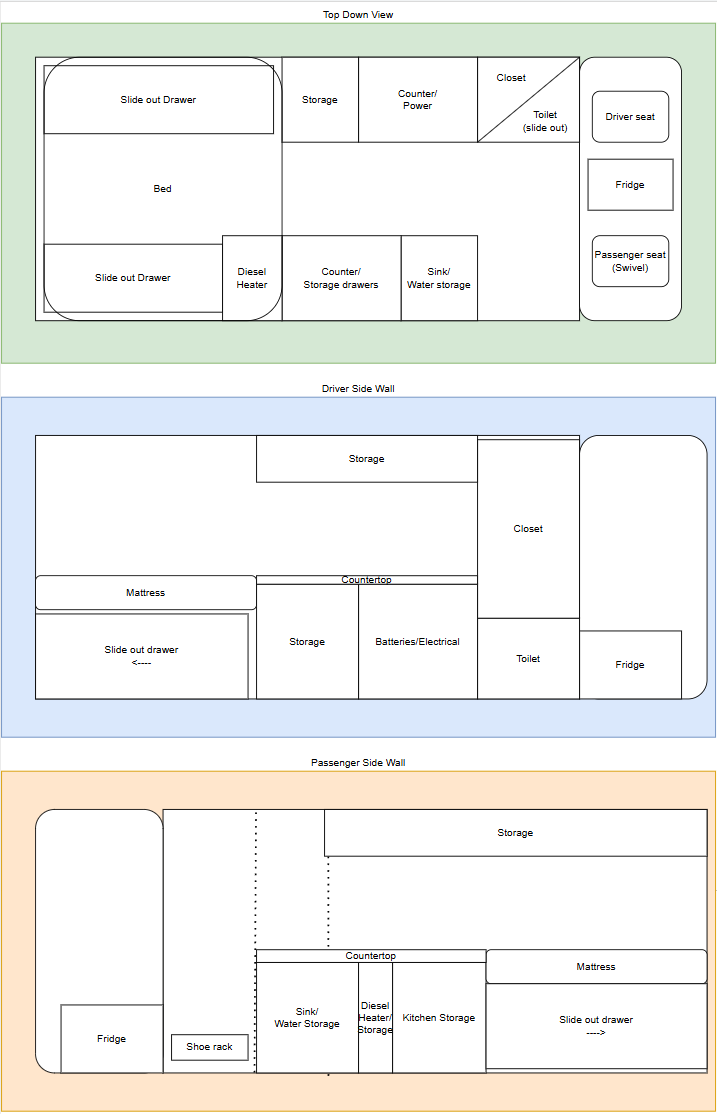 Top Down View
Slide out Drawer
Storage
Counter/
Power
Closet
Toilet
(slide out)
Driver seat
Bed
Fridge
Slide out Drawer
Diesel
Heater
Counter/
Storage drawers
Sink/
Water storage
Passenger seat
(Swivel)
Driver Side Wall
Storage
Closet
Mattress
Countertop
Slide out drawer
<----
Storage
Batteries/Electrical
Toilet
Fridge
Passenger Side Wall
Storage
Countertop
Mattress
Fridge
Shoe rack
Sink/
Water Storage
Diesel
Heater/
Storage
Kitchen Storage
Slide out drawer
---->